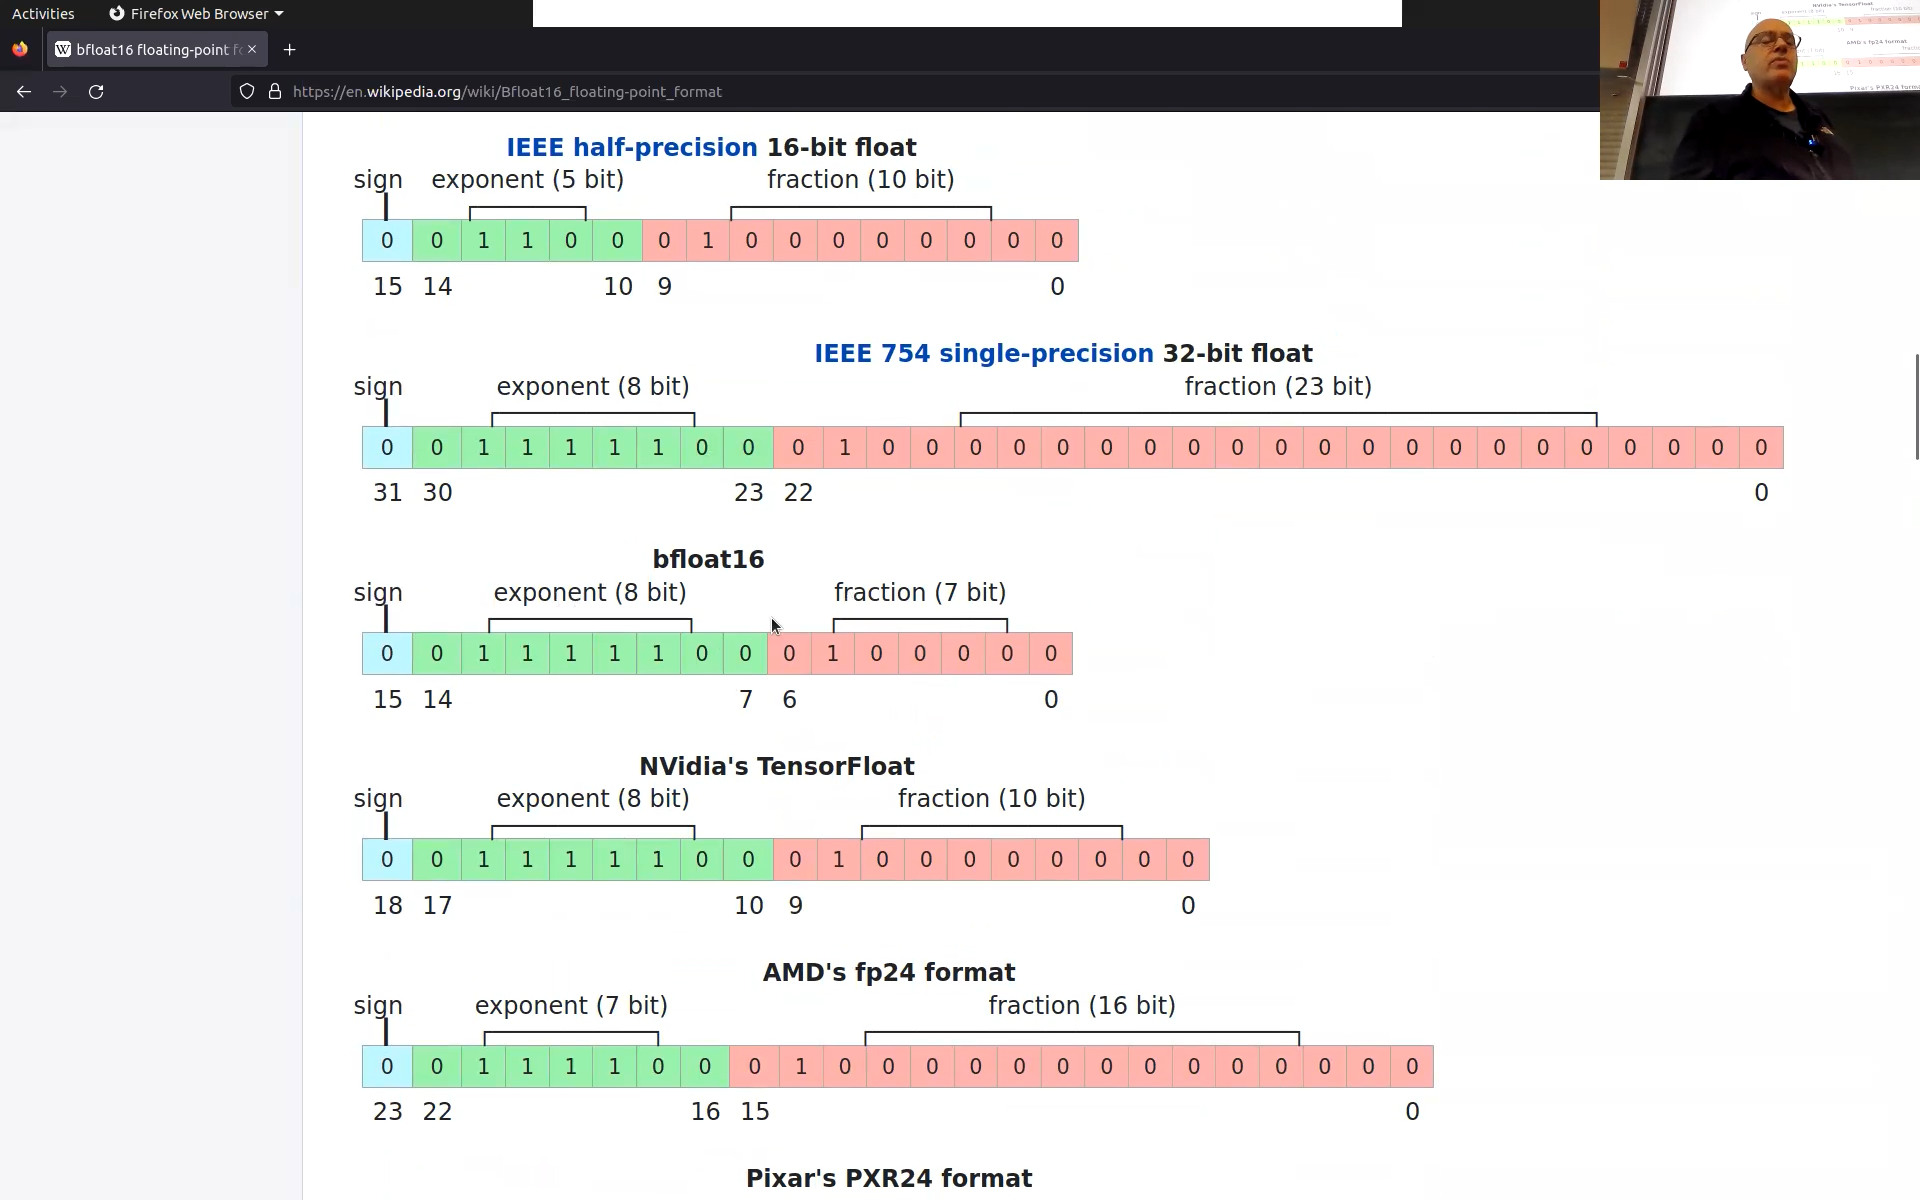 Activities Firefox Web Browser
bfloat16 floating-point fo
https://en.wikipedia.org/wiki/Bfloat16_floating-point_format
IEEE half-precision 16-bit float
sign exponent (5 bit) fraction (10 bit)
0 0 1 1 0 0 0 1 0 0 0 0 0 0 0 0
15 14 10 9 0
IEEE 754 single-precision 32-bit float
sign exponent (8 bit) fraction (23 bit)
0 0 1 1 1 1 1 0 0 0 1 0 0 0 0 0 0 0 0 0 0 0 0 0 0 0 0 0 0 0 0 0
31 30 23 22 0
bfloat16
sign exponent (8 bit) fraction (7 bit)
0 0 1 1 1 1 1 0 0 0 1 0 0 0 0 0
15 14 7 6 0
NVidia's TensorFloat
sign exponent (8 bit) fraction (10 bit)
0 0 1 1 1 1 1 0 0 0 1 0 0 0 0 0 0 0 0
18 17 10 9 0
AMD's fp24 format
sign exponent (7 bit) fraction (16 bit)
0 0 1 1 1 1 0 0 0 1 0 0 0 0 0 0 0 0 0 0 0 0 0 0
23 22 16 15 0
Pixar's PXR24 format
NVidia's TensorFloat
AMD's fp24 format
Pixar's PXR24 form